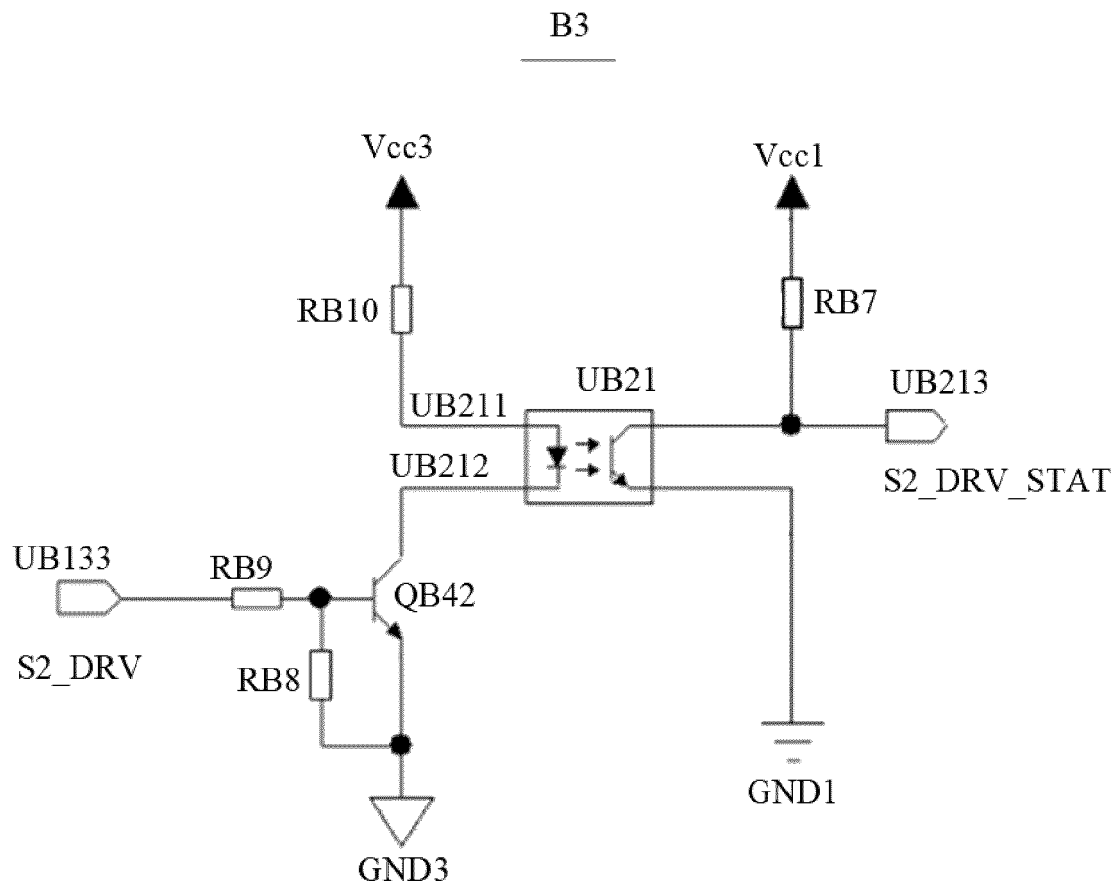 B3
Vcc3
Vcc1
RB10
RB7
UB211
UB21
UB213
UB212
S2_DRV_STAT
UB133
RB9
QB42
S2_DRV
RB8
GND1
GND3